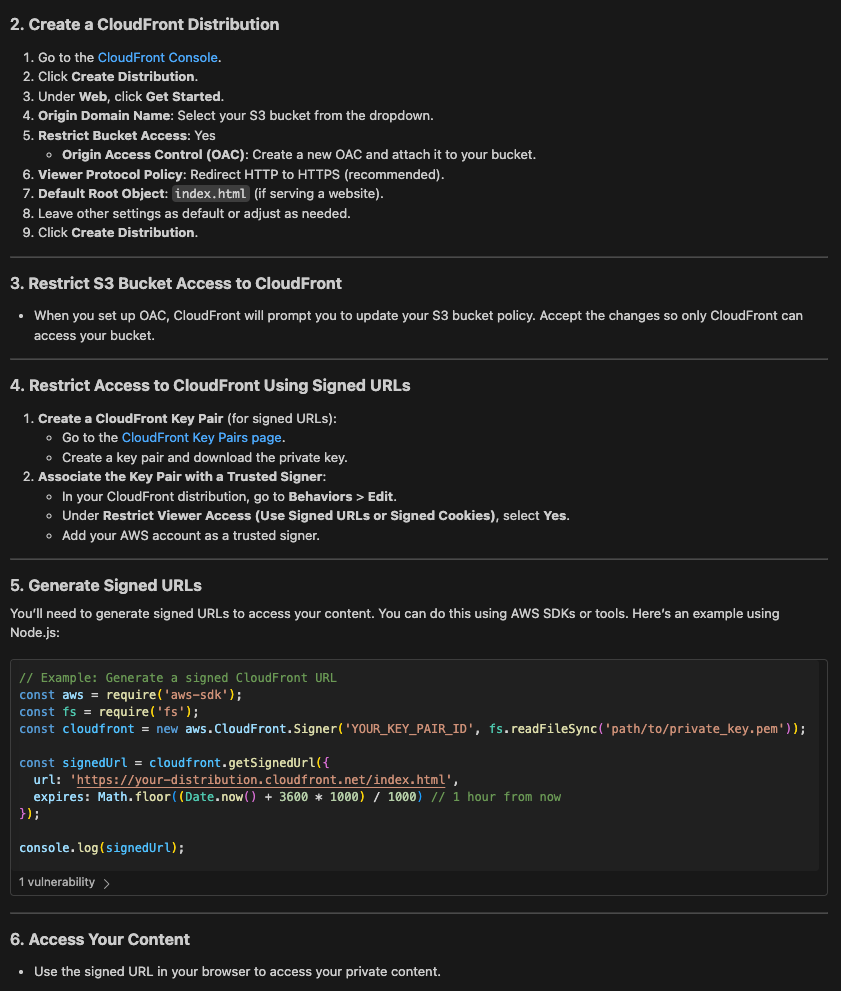 2. Create a CloudFront Distribution
1. Go to the CloudFront Console.
2. Click Create Distribution.
3. Under Web, click Get Started.
4. Origin Domain Name: Select your S3 bucket from the dropdown.
5. Restrict Bucket Access: Yes
Origin Access Control (OAC): Create a new OAC and attach it to your bucket.
6. Viewer Protocol Policy: Redirect HTTP to HTTPS (recommended).
7. Default Root Object: index.html (if serving a website).
8. Leave other settings as default or adjust as needed.
9. Click Create Distribution.
3. Restrict S3 Bucket Access to CloudFront
• When you set up OAC, CloudFront will prompt you to update your S3 bucket policy. Accept the changes so only CloudFront can
access your bucket.
4. Restrict Access to CloudFront Using Signed URLs
1. Create a CloudFront Key Pair (for signed URLs):
Go to the CloudFront Key Pairs page.
Create a key pair and download the private key.
2. Associate the Key Pair with a Trusted Signer:
In your CloudFront distribution, go to Behaviors > Edit.
Under Restrict Viewer Access (Use Signed URLs or Signed Cookies), select Yes.
Add your AWS account as a trusted signer.
5. Generate Signed URLs
You'll need to generate signed URLs to access your content. You can do this using AWS SDKs or tools. Here's an example using
Node.js:
// Example: Generate a signed CloudFront URL
const aws = require('aws-sdk');
const fs = require('fs');
const cloudfront = new aws.CloudFront.Signer('YOUR_KEY_PAIR_ID', fs.readFileSync('path/to/private_key.pem'));
const signedUrl = cloudfront.getSignedUrl({
url: 'https://your-distribution.cloudfront.net/index.html',
expires: Math.floor((Date.now() + 3600 * 1000) / 1000) // 1 hour from now
});
console.log(signedUrl);
1 vulnerability >
6. Access Your Content
• Use the signed URL in your browser to access your private content.